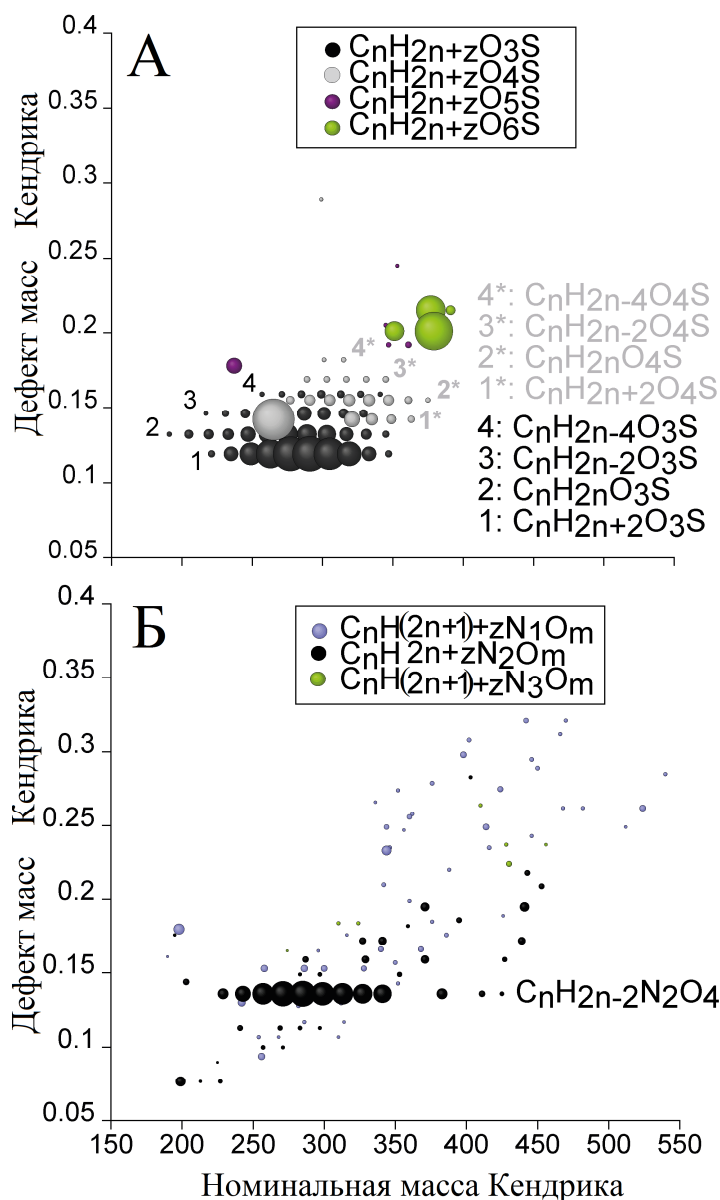 А
CnH2n+zO3S
CnH2n+zO4S
CnH2n+zO5S
CnH2n+zO6S
0.4
0.35
0.3
0.25
0.2
0.15
0.1
0.05
Дефект масс Кендрика
4*: CnH2n-4O4S
3*: CnH2n-2O4S
2*: CnH2nO4S
1*: CnH2n+2O4S
4: CnH2n-4O3S
3: CnH2n-2O3S
2: CnH2nO3S
1: CnH2n+2O3S
4*
3*
2*
1*
4
3
2
1
Б
CnH(2n+1)+zN1Om
CnH2n+zN2Om
CnH(2n+1)+zN3Om
0.4
0.35
0.3
0.25
0.2
0.15
0.1
0.05
Дефект масс Кендрика
CnH2n-2N2O4
150 200 250 300 350 400 450 500 550
Номинальная масса Кендрика